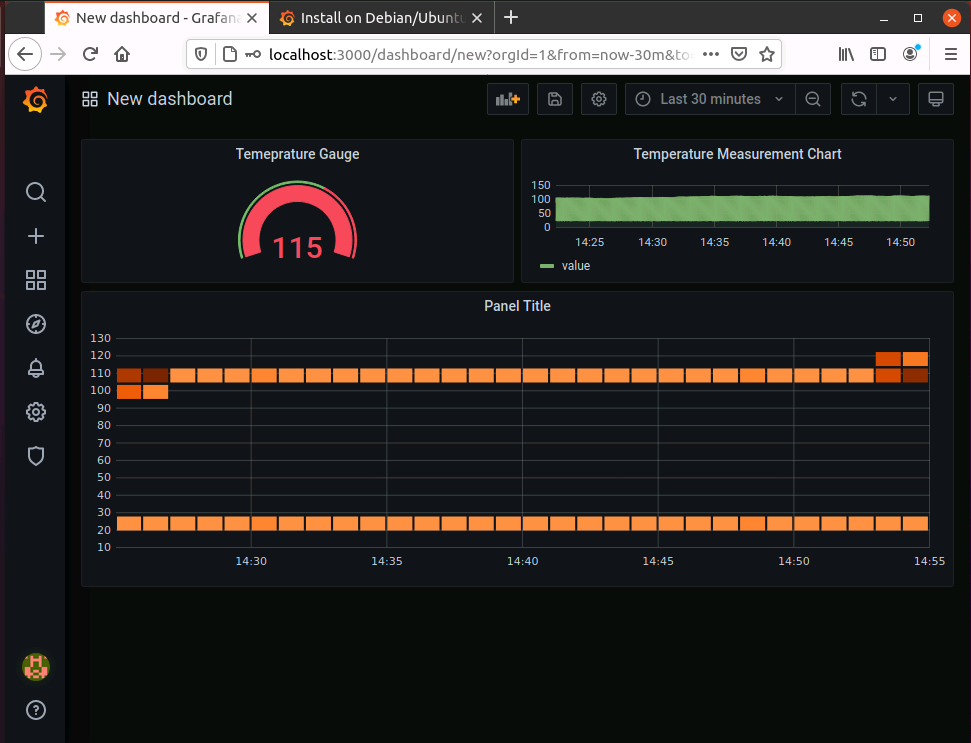 New dashboard - Grafana
Install on Debian/Ubuntu
localhost:3000/dashboard/new?orgId=1&from=now-30m&to=
New dashboard
Last 30 minutes
Temeprature Gauge
115
Temperature Measurement Chart
150
100
50
0
14:25 14:30 14:35 14:40 14:45 14:50
value
Panel Title
130
120
110
100
90
80
70
60
50
40
30
20
10
14:30 14:35 14:40 14:45 14:50 14:55